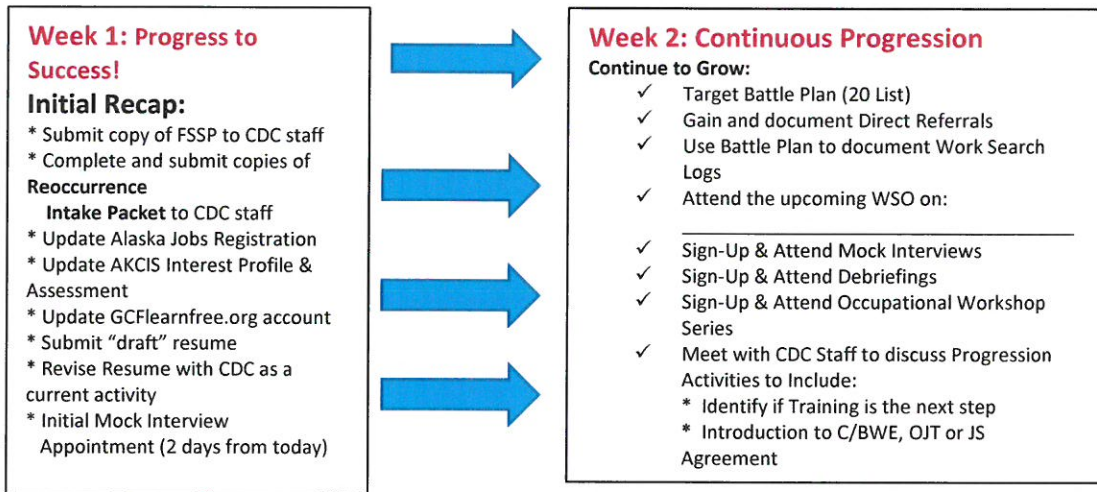 Week 1: Progress to
Success!
Initial Recap:
* Submit copy of FSSP to CDC staff
* Complete and submit copies of
Reoccurrence
Intake Packet to CDC staff
* Update Alaska Jobs Registration
* Update AKCIS Interest Profile &
Assessment
* Update GCFlearnfree.org account
* Submit “draft” resume
* Revise Resume with CDC as a
current activity
* Initial Mock Interview
Appointment (2 days from today)
Week 2: Continuous Progression
Continue to Grow:
✓ Target Battle Plan (20 List)
✓ Gain and document Direct Referrals
✓ Use Battle Plan to document Work Search
Logs
✓ Attend the upcoming WSO on:
✓ Sign-Up & Attend Mock Interviews
✓ Sign-Up & Attend Debriefings
✓ Sign-Up & Attend Occupational Workshop
Series
✓ Meet with CDC Staff to discuss Progression
Activities to Include:
* Identify if Training is the next step
* Introduction to C/BWE, OJT or JS
Agreement